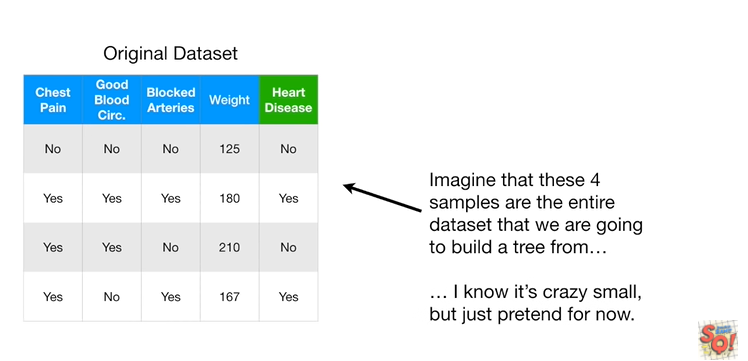 Original Dataset
Chest Pain Good Blood Circ. Blocked Arteries Weight Heart Disease
No No No 125 No
Yes Yes Yes 180 Yes
Yes Yes No 210 No
Yes No Yes 167 Yes
Imagine that these 4
samples are the entire
dataset that we are going
to build a tree from…
… I know it’s crazy small,
but just pretend for now.
SQ!